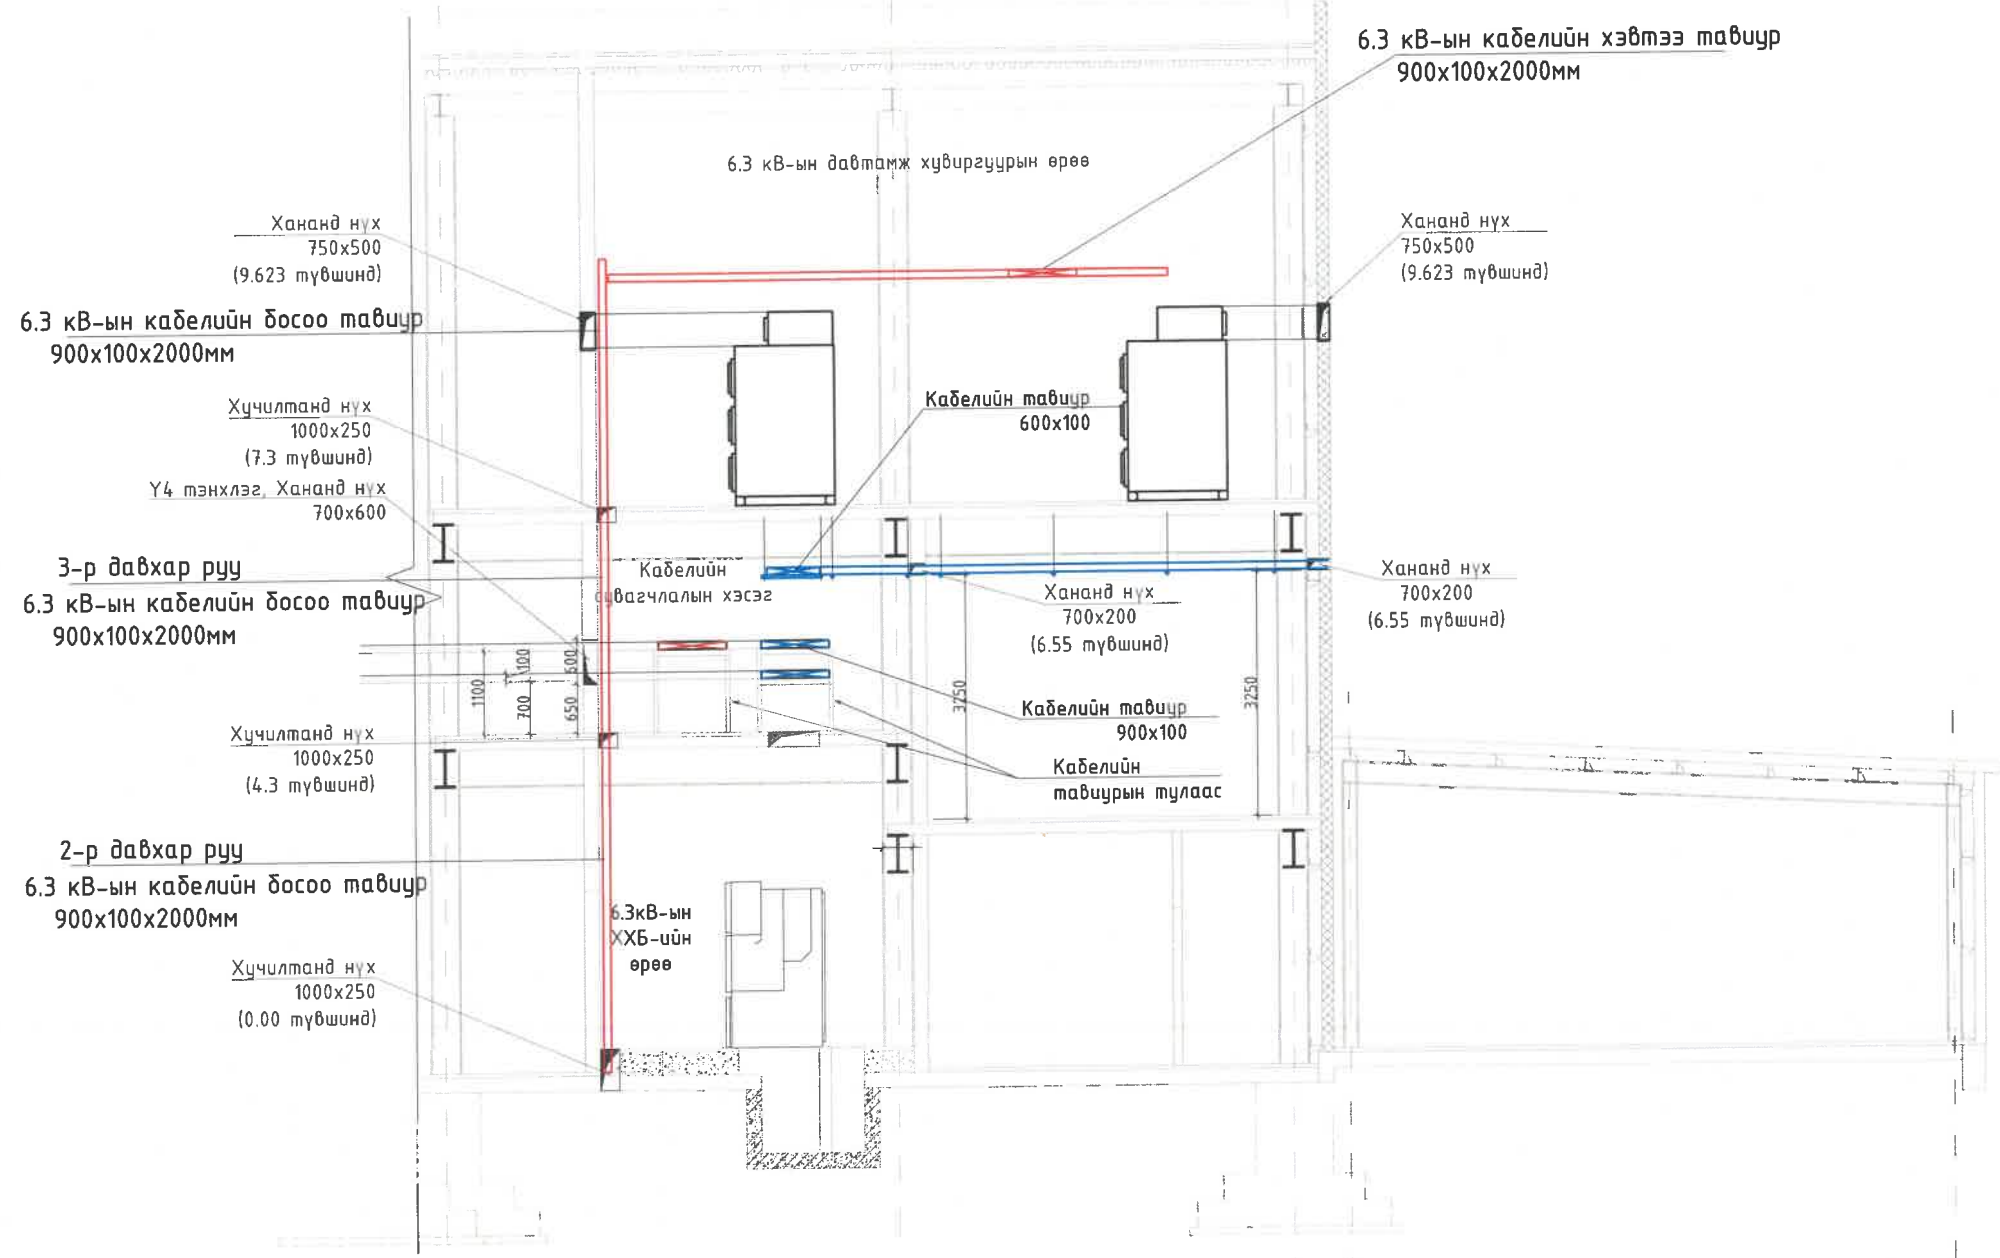 6.3 кВ-ын кабелийн хэвтээ тавиур
900x100x2000мм
6.3 кВ-ын давтамж хувиргуурын өрөө
Хананд нүх
750x500
(9.623 түвшинд)
Хананд нүх
750x500
(9.623 түвшинд)
6.3 кВ-ын кабелийн босоо тавиур
900x100x2000мм
Хучилтанд нүх
1000x250
(7.3 түвшинд)
Кабелийн тавиур
600x100
Y4 тэнхлэг, Хананд нүх
700x600
3-р давхар руу
6.3 кВ-ын кабелийн босоо тавиур
900x100x2000мм
Кабелийн
сувагчлалын хэсэг
Хананд нүх
700x200
(6.55 түвшинд)
Хананд нүх
700x200
(6.55 түвшинд)
1100
100
700
600
650
3250
3250
Кабелийн тавиур
900x100
Хучилтанд нүх
1000x250
(4.3 түвшинд)
Кабелийн
тавиурын тулаас
2-р давхар руу
6.3 кВ-ын кабелийн босоо тавиур
900x100x2000мм
6.3кВ-ын
ХХБ-ийн
өрөө
Хучилтанд нүх
1000x250
(0.00 түвшинд)